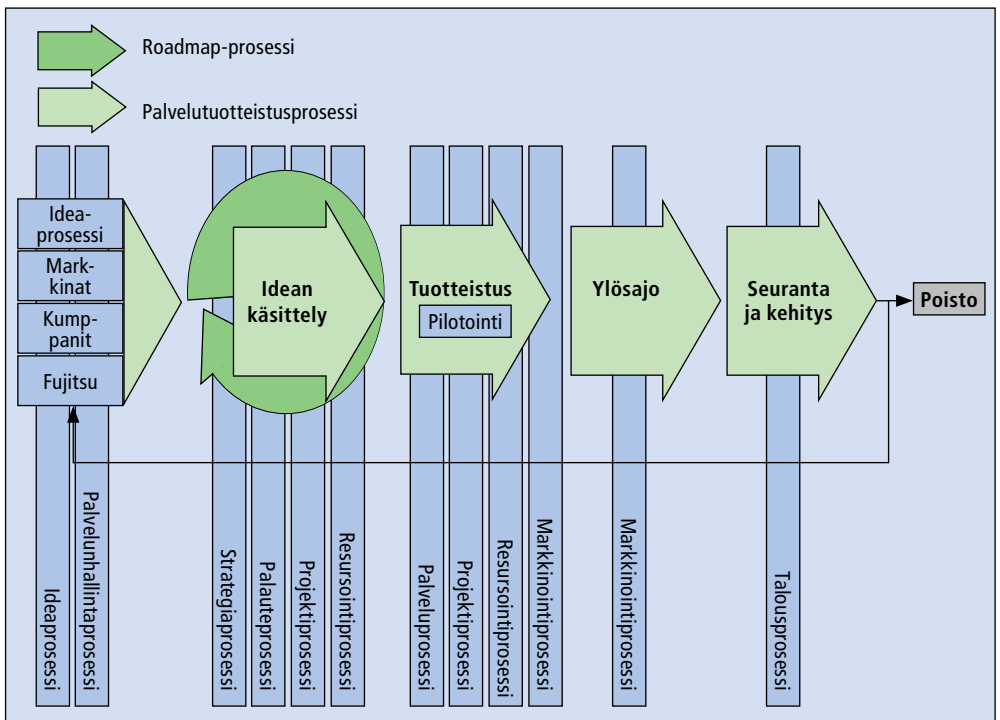 Roadmap-prosessi
Palvelutuotteistusprosessi
Idea-
prosessi
Mark-
kinat
Kump-
panit
Fujitsu
Idean
käsittely
Tuotteistus
Pilotointi
Ylösajo
Seuranta
ja kehitys
Poisto
Ideaprosessi
Palvelunhallintaprosessi
Strategiaprosessi
Palauteprosessi
Projektiprosessi
Resursointiprosessi
Palveluprosessi
Projektiprosessi
Resursointiprosessi
Markkinointiprosessi
Markkinointiprosessi
Talousprosessi